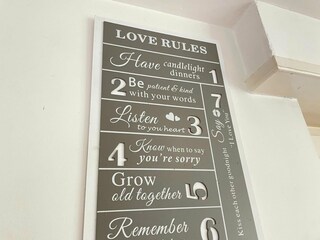 LOVE RULES
Have candlelight
dinners 1
2 Be patient & kind
with your words
Listen
to you heart 3
4 Know when to say
you're sorry
Grow
old together 5
Remember 6
7 Say
I Love You
Kiss each other goodnight